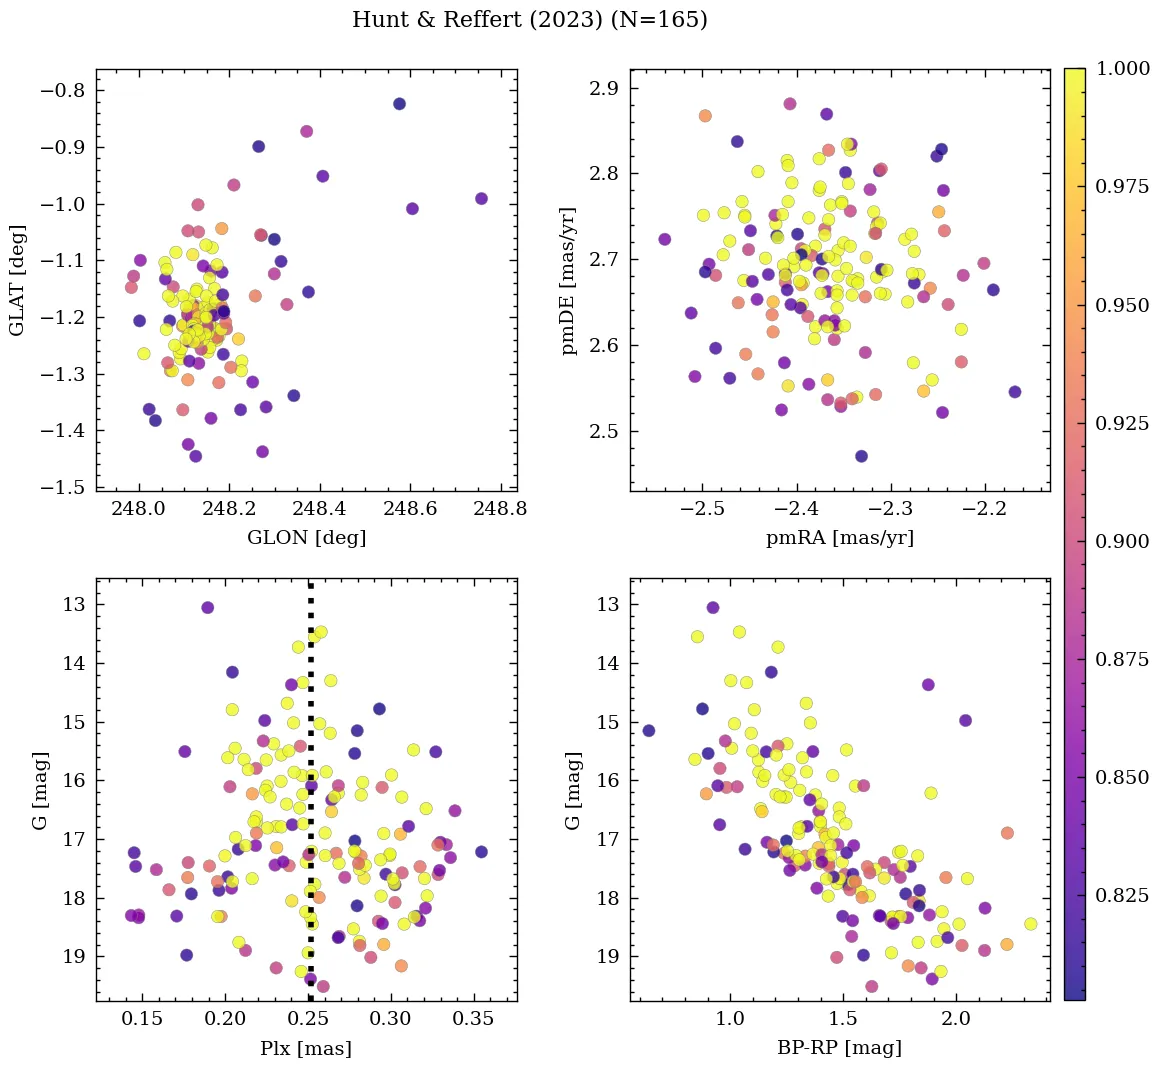 Hunt & Reffert (2023) (N=165)
−0.8
−0.9
−1.0
−1.1
−1.2
−1.3
−1.4
−1.5
GLAT [deg]
248.0 248.2 248.4 248.6 248.8
GLON [deg]
2.9
2.8
2.7
2.6
2.5
pmDE [mas/yr]
−2.5 −2.4 −2.3 −2.2
pmRA [mas/yr]
13
14
15
16
17
18
19
G [mag]
0.15 0.20 0.25 0.30 0.35
Plx [mas]
13
14
15
16
17
18
19
G [mag]
1.0 1.5 2.0
BP-RP [mag]
1.000
0.975
0.950
0.925
0.900
0.875
0.850
0.825